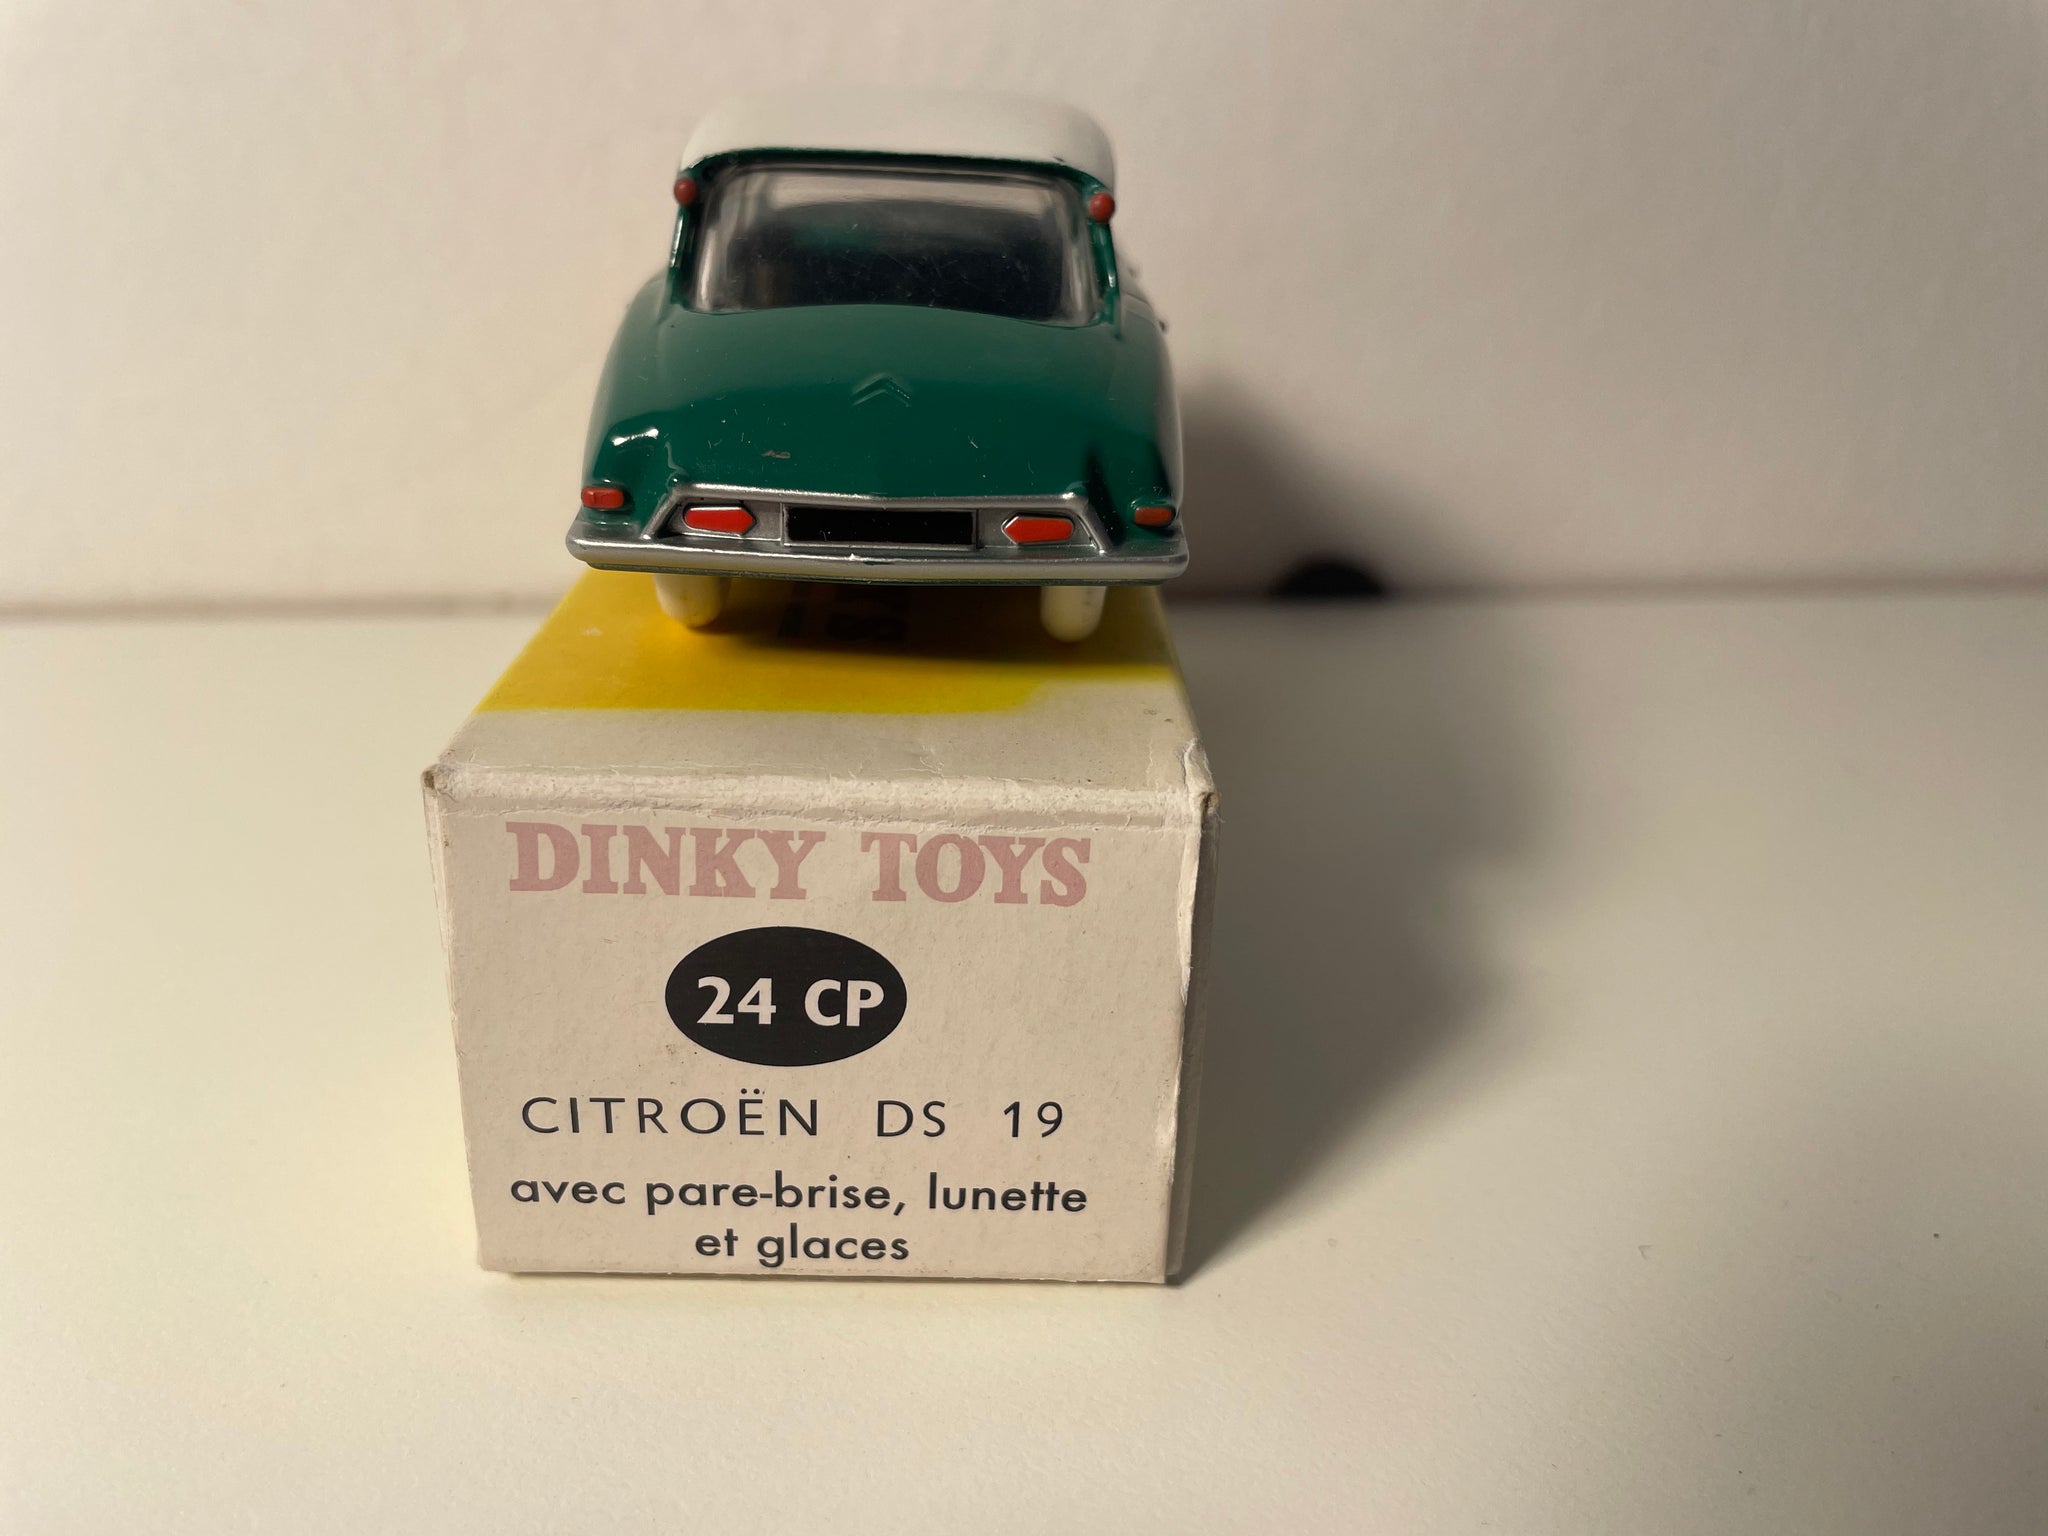 DINKY TOYS
24 CP
CITROËN DS 19
avec pare-brise, lunette
et glaces